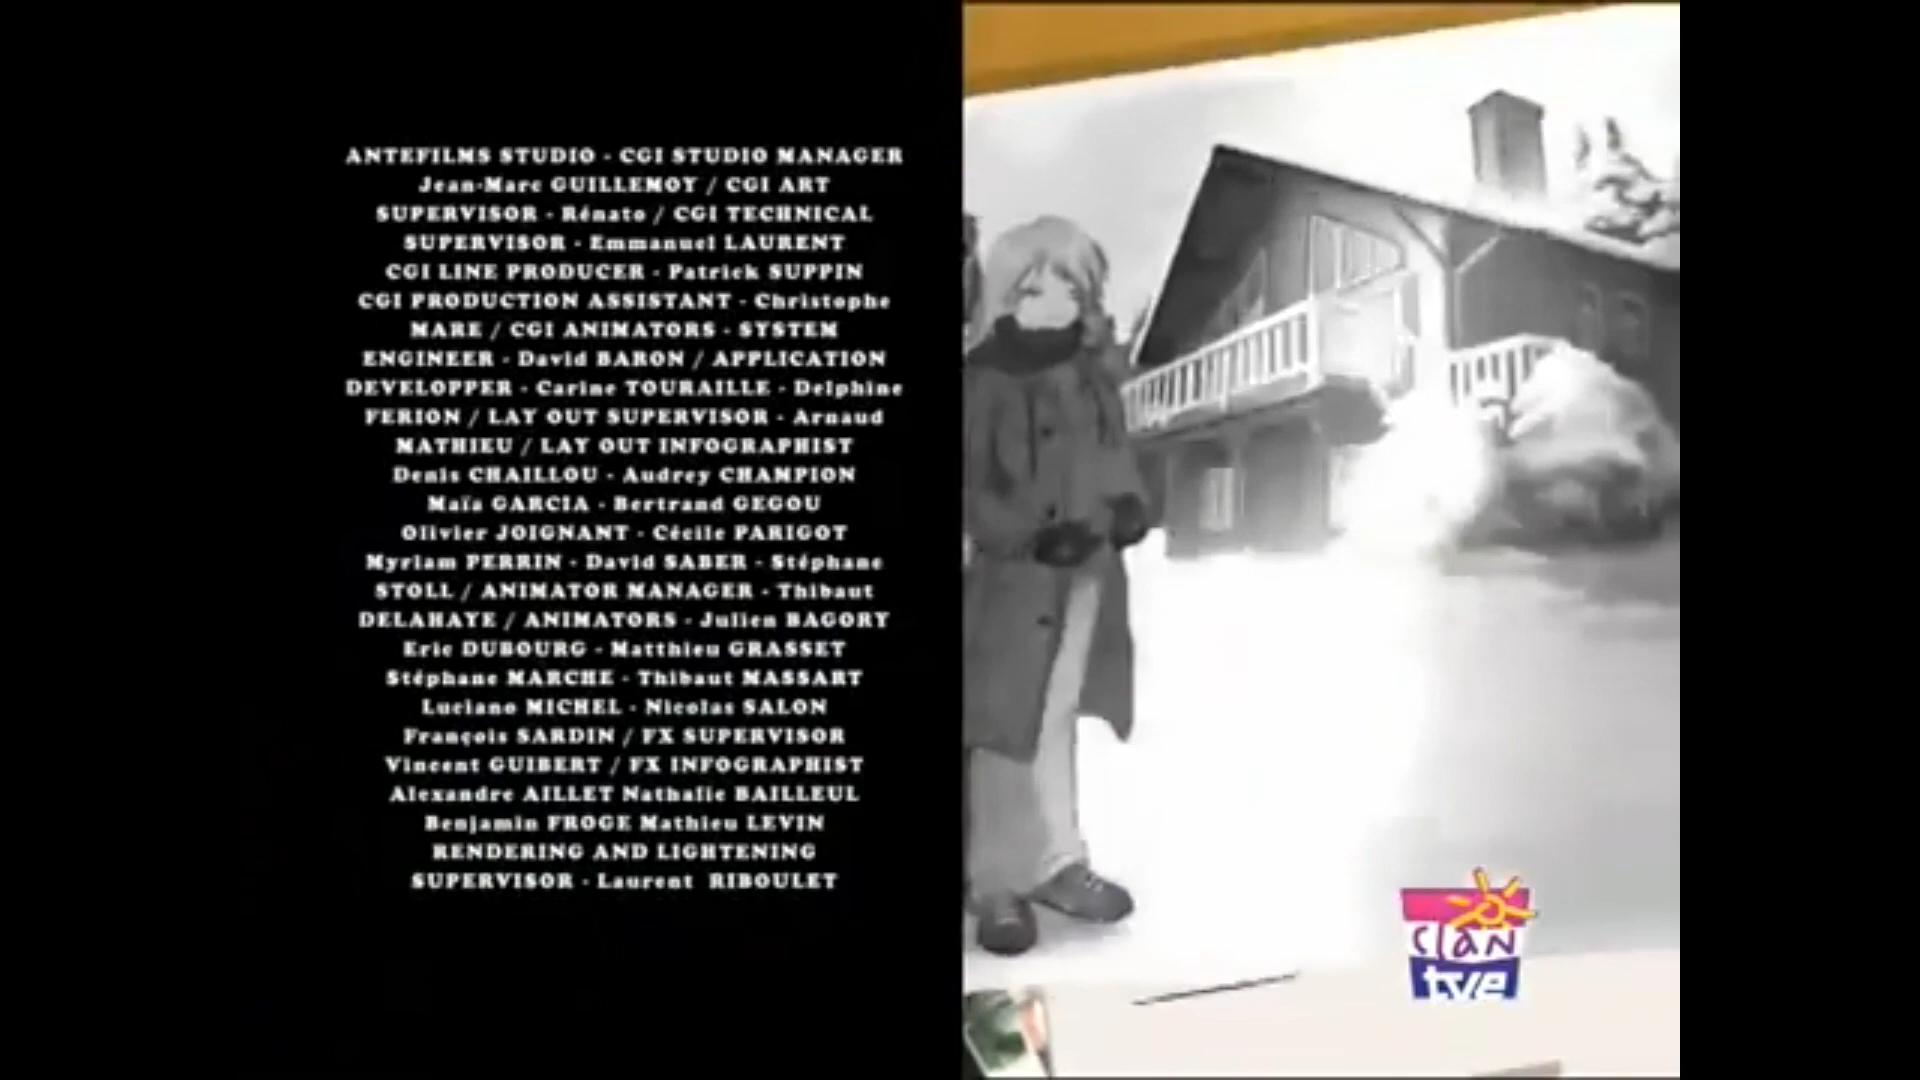 ANTEFILMS STUDIO - CGI STUDIO MANAGER
Jean-Marc GUILLEMOY / CGI ART
SUPERVISOR - Rénato / CGI TECHNICAL
SUPERVISOR - Emmanuel LAURENT
CGI LINE PRODUCER - Patrick SUPPIN
CGI PRODUCTION ASSISTANT - Christophe
MARE / CGI ANIMATORS - SYSTEM
ENGINEER - David BARON / APPLICATION
DEVELOPPER - Carine TOURAILLE - Delphine
FERION / LAY OUT SUPERVISOR - Arnaud
MATHIEU / LAY OUT INFOGRAPHIST
Denis CHAILLOU - Audrey CHAMPION
Maïa GARCIA - Bertrand GEGOU
Olivier JOIGNANT - Cécile PARIGOT
Myriam PERRIN - David SABER - Stéphane
STOLL / ANIMATOR MANAGER - Thibaut
DELAHAYE / ANIMATORS - Julien BAGORY
Eric DUBOURG - Matthieu GRASSET
Stéphane MARCHE - Thibaut MASSART
Luciano MICHEL - Nicolas SALON
François SARDIN / FX SUPERVISOR
Vincent GUIBERT / FX INFOGRAPHIST
Alexandre AILLET Nathalie BAILLEUL
Benjamin FROGE Mathieu LEVIN
RENDERING AND LIGHTENING
SUPERVISOR - Laurent RIBOULET
clan
tve